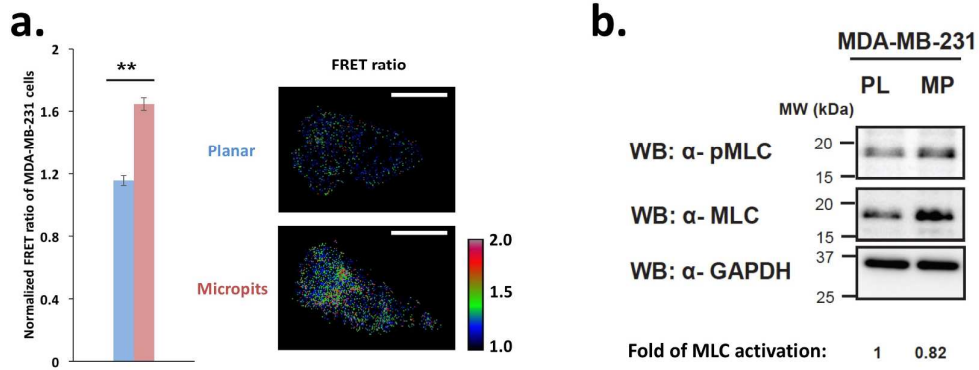 a.
Normalized FRET ratio of MDA-MB-231 cells
2
1.6
1.2
0.8
0.4
0
**
FRET ratio
Planar
Micropits
2.0
1.5
1.0
b.
MDA-MB-231
PL MP
MW (kDa)
WB: α- pMLC
20
15
WB: α- MLC
20
15
WB: α- GAPDH
37
25
Fold of MLC activation: 1 0.82